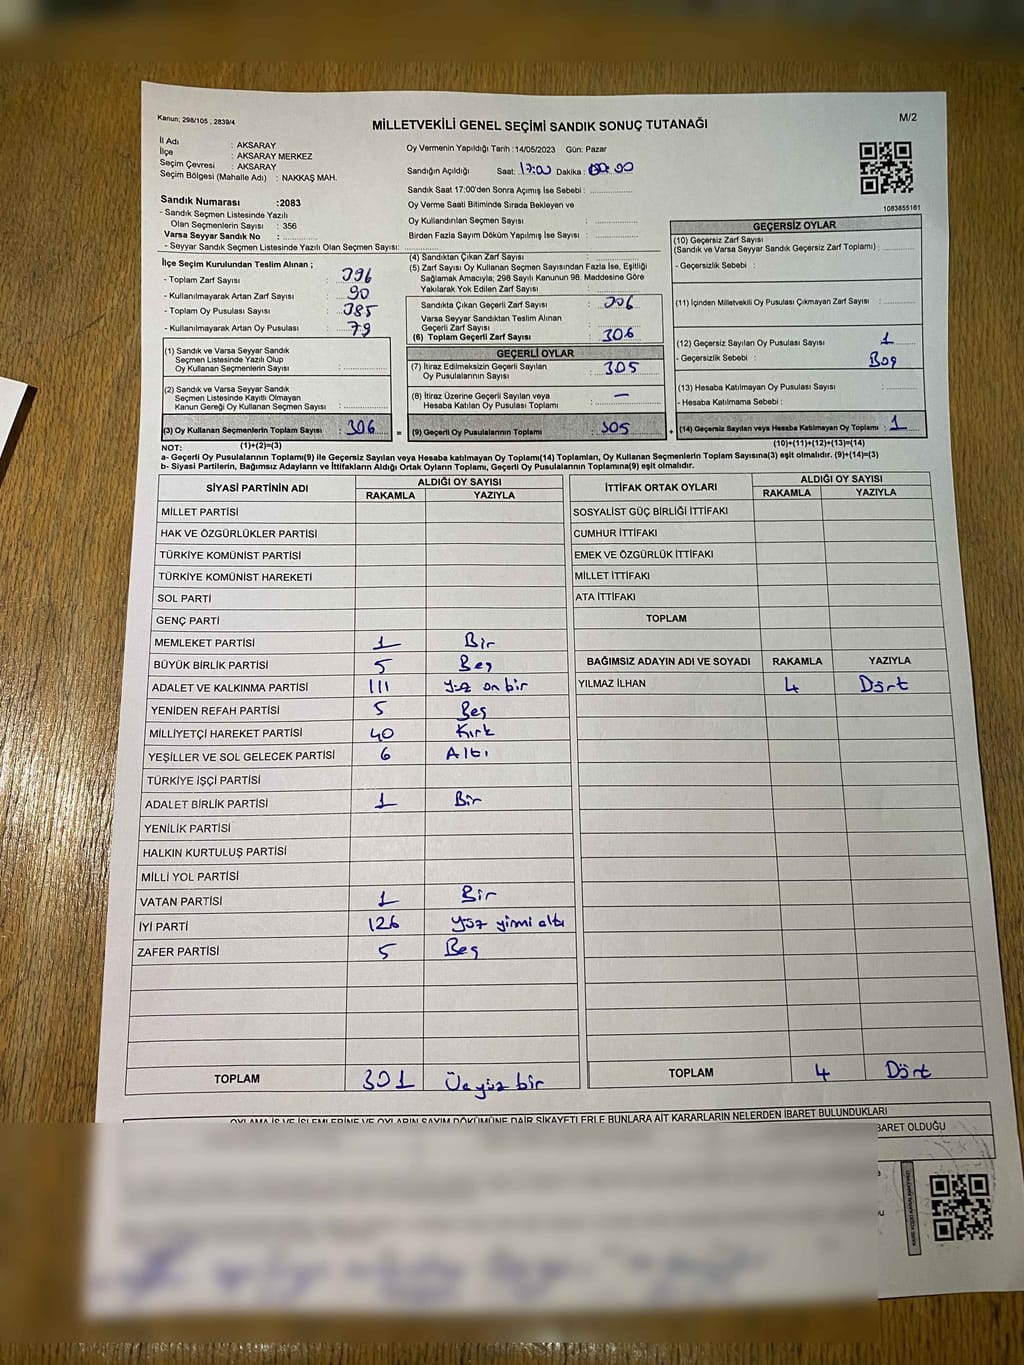 Kanun; 298/105 , 2839/4
M/2
MİLLETVEKİLİ GENEL SEÇİMİ SANDIK SONUÇ TUTANAĞI
İl Adı : AKSARAY
İlçe : AKSARAY MERKEZ
Seçim Çevresi : AKSARAY
Seçim Bölgesi (Mahalle Adı) : NAKKAŞ MAH.
Oy Vermenin Yapıldığı Tarih :14/05/2023 Gün: Pazar
Sandığın Açıldığı Saat: 17:00 Dakika:
Sandık Saat 17:00'den Sonra Açımış İse Sebebi :
Oy Verme Saati Bitiminde Sırada Bekleyen ve
Oy Kullandırılan Seçmen Sayısı :
Birden Fazla Sayım Döküm Yapılmış İse Sayısı :
1083855161
Sandık Numarası :2083
- Sandık Seçmen Listesinde Yazılı
Olan Seçmenlerin Sayısı : 356
Varsa Seyyar Sandık No :
- Seyyar Sandık Seçmen Listesinde Yazılı Olan Seçmen Sayısı:
İlçe Seçim Kurulundan Teslim Alınan ;
- Toplam Zarf Sayısı : 396
- Kullanılmayarak Artan Zarf Sayısı : 90
- Toplam Oy Pusulası Sayısı : 385
- Kullanılmayarak Artan Oy Pusulası : 79
(1) Sandık ve Varsa Seyyar Sandık
Seçmen Listesinde Yazılı Olup
Oy Kullanan Seçmenlerin Sayısı :
(2) Sandık ve Varsa Seyyar Sandık
Seçmen Listesinde Kayıtlı Olmayan
Kanun Gereği Oy Kullanan Seçmen Sayısı :
(3) Oy Kullanan Seçmenlerin Toplam Sayısı : 306 =
(4) Sandıktan Çıkan Zarf Sayısı :
(5) Zarf Sayısı Oy Kullanan Seçmen Sayısından Fazla İse, Eşitliği
Sağlamak Amacıyla; 298 Sayılı Kanunun 98. Maddesine Göre
Yakılarak Yok Edilen Zarf Sayısı :
Sandıkta Çıkan Geçerli Zarf Sayısı : 306
Varsa Seyyar Sandıktan Teslim Alınan
Geçerli Zarf Sayısı :
(6) Toplam Geçerli Zarf Sayısı : 306
GEÇERLİ OYLAR
(7) İtiraz Edilmeksizin Geçerli Sayılan
Oy Pusulalarının Sayısı : 305
(8) İtiraz Üzerine Geçerli Sayılan veya
Hesaba Katılan Oy Pusulası Toplamı : —
(9) Geçerli Oy Pusulalarının Toplamı : 305 +
GEÇERSİZ OYLAR
(10) Geçersiz Zarf Sayısı
(Sandık ve Varsa Seyyar Sandık Geçersiz Zarf Toplamı) :
- Geçersizlik Sebebi :
(11) İçinden Milletvekili Oy Pusulası Çıkmayan Zarf Sayısı :
(12) Geçersiz Sayılan Oy Pusulası Sayısı : 1
- Geçersizlik Sebebi : Boş
(13) Hesaba Katılmayan Oy Pusulası Sayısı :
- Hesaba Katılmama Sebebi :
(14) Geçersiz Sayılan veya Hesaba Katılmayan Oy Toplamı : 1
NOT: (1)+(2)=(3)
(10)+(11)+(12)+(13)=(14)
a- Geçerli Oy Pusulalarının Toplamı(9) ile Geçersiz Sayılan veya Hesaba katılmayan Oy Toplamı(14) Toplamları, Oy Kullanan Seçmenlerin Toplam Sayısına(3) eşit olmalıdır. (9)+(14)=(3)
b- Siyasi Partilerin, Bağımsız Adayların ve İttifakların Aldığı Ortak Oyların Toplamı, Geçerli Oy Pusulalarının Toplamına(9) eşit olmalıdır.
SİYASİ PARTİNİN ADI ALDIĞI OY SAYISI
RAKAMLA YAZIYLA
MİLLET PARTİSİ
HAK VE ÖZGÜRLÜKLER PARTİSİ
TÜRKİYE KOMÜNİST PARTİSİ
TÜRKİYE KOMÜNİST HAREKETİ
SOL PARTİ
GENÇ PARTİ
MEMLEKET PARTİSİ 1 Bir
BÜYÜK BİRLİK PARTİSİ 5 Beş
ADALET VE KALKINMA PARTİSİ 111 yüz on bir
YENİDEN REFAH PARTİSİ 5 Beş
MİLLİYETÇİ HAREKET PARTİSİ 40 Kırk
YEŞİLLER VE SOL GELECEK PARTİSİ 6 Altı
TÜRKİYE İŞÇİ PARTİSİ
ADALET BİRLİK PARTİSİ 1 Bir
YENİLİK PARTİSİ
HALKIN KURTULUŞ PARTİSİ
MİLLİ YOL PARTİSİ
VATAN PARTİSİ 1 Bir
İYİ PARTİ 126 yüz yirmi altı
ZAFER PARTİSİ 5 Beş
TOPLAM 301 Üçyüz bir
İTTİFAK ORTAK OYLARI ALDIĞI OY SAYISI
RAKAMLA YAZIYLA
SOSYALİST GÜÇ BİRLİĞİ İTTİFAKI
CUMHUR İTTİFAKI
EMEK VE ÖZGÜRLÜK İTTİFAKI
MİLLET İTTİFAKI
ATA İTTİFAKI
TOPLAM
BAĞIMSIZ ADAYIN ADI VE SOYADI RAKAMLA YAZIYLA
YILMAZ İLHAN 4 Dört
TOPLAM 4 Dört
OYLAMA İŞ VE İŞLEMLERİNE VE OYLARIN SAYIM DÖKÜMÜNE DAİR ŞİKAYETLERLE BUNLARA AİT KARARLARIN NELERDEN İBARET BULUNDUKLARI
BARET OLDUĞU